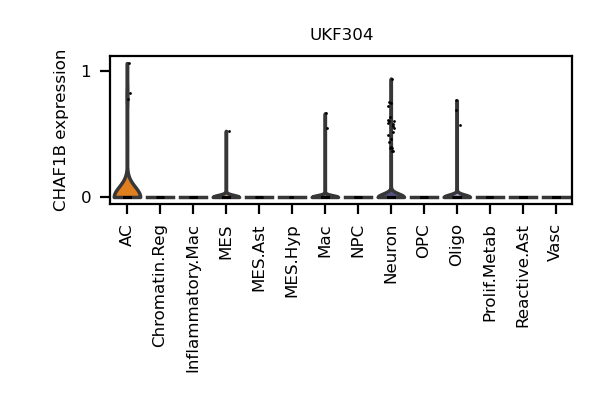 UKF304
CHAF1B expression
1
0
AC
Chromatin.Reg
Inflammatory.Mac
MES
MES.Ast
MES.Hyp
Mac
NPC
Neuron
OPC
Oligo
Prolif.Metab
Reactive.Ast
Vasc